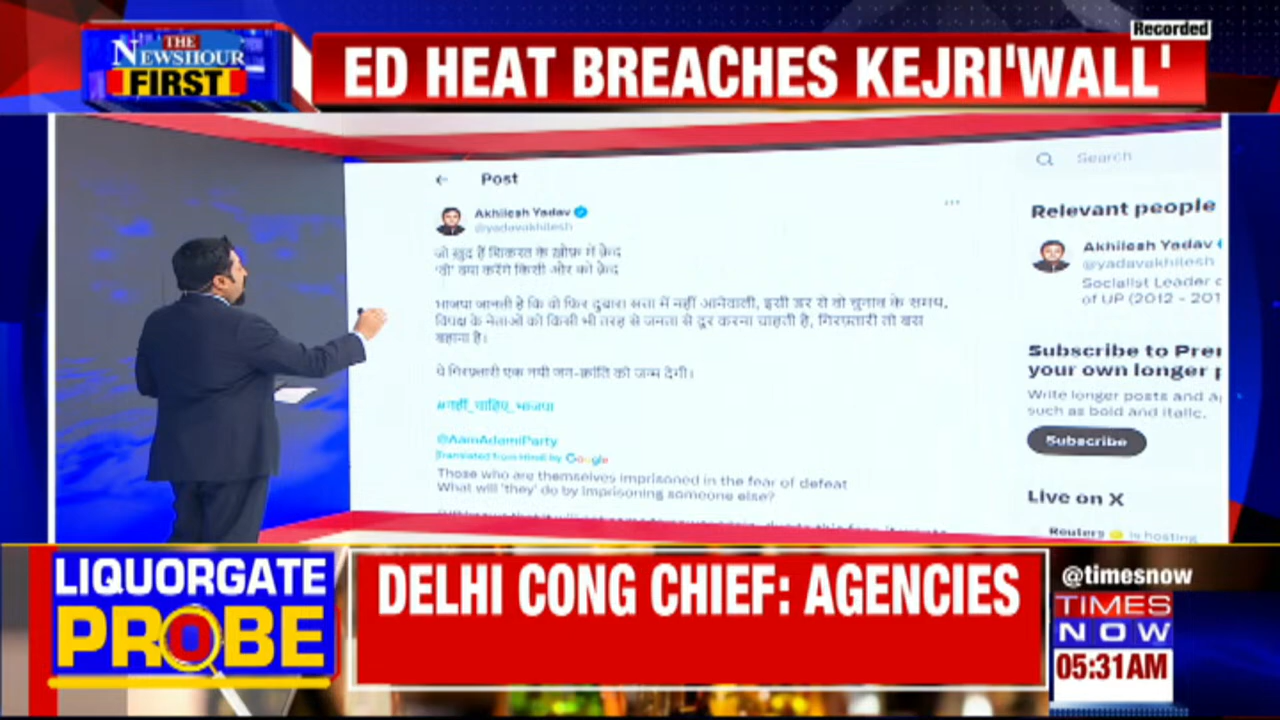 Recorded
THE
NEWSHOUR
FIRST
ED HEAT BREACHES KEJRI'WALL'
← Post
Akhilesh Yadav
@yadavakhilesh
जो ख़ुद हैं शिकस्त के ख़ौफ़ में क़ैद
'वो' क्या करेंगे किसी और को क़ैद
भाजपा जानती है कि वो फिर दुबारा सत्ता में नहीं आनेवाली, इसी डर से वो चुनाव के समय,
विपक्ष के नेताओं को किसी भी तरह से जनता से दूर करना चाहती है, गिरफ़्तारी तो बस
बहाना है।
ये गिरफ़्तारी एक नयी जन-क्रांति को जन्म देगी।
#नहीं_चाहिए_भाजपा
@AamAdamiParty
Translated from Hindi by Google
Those who are themselves imprisoned in the fear of defeat
What will 'they' do by imprisoning someone else?
Search
Relevant people
Akhilesh Yadav
@yadavakhilesh
Socialist Leader
of UP (2012 - 201
Subscribe to Pre
your own longer
Write longer posts and
such as bold and italic.
Subscribe
Live on X
Reuters is hosting
LIQUORGATE
PROBE
DELHI CONG CHIEF: AGENCIES
@timesnow
TIMES
NOW
05:31AM